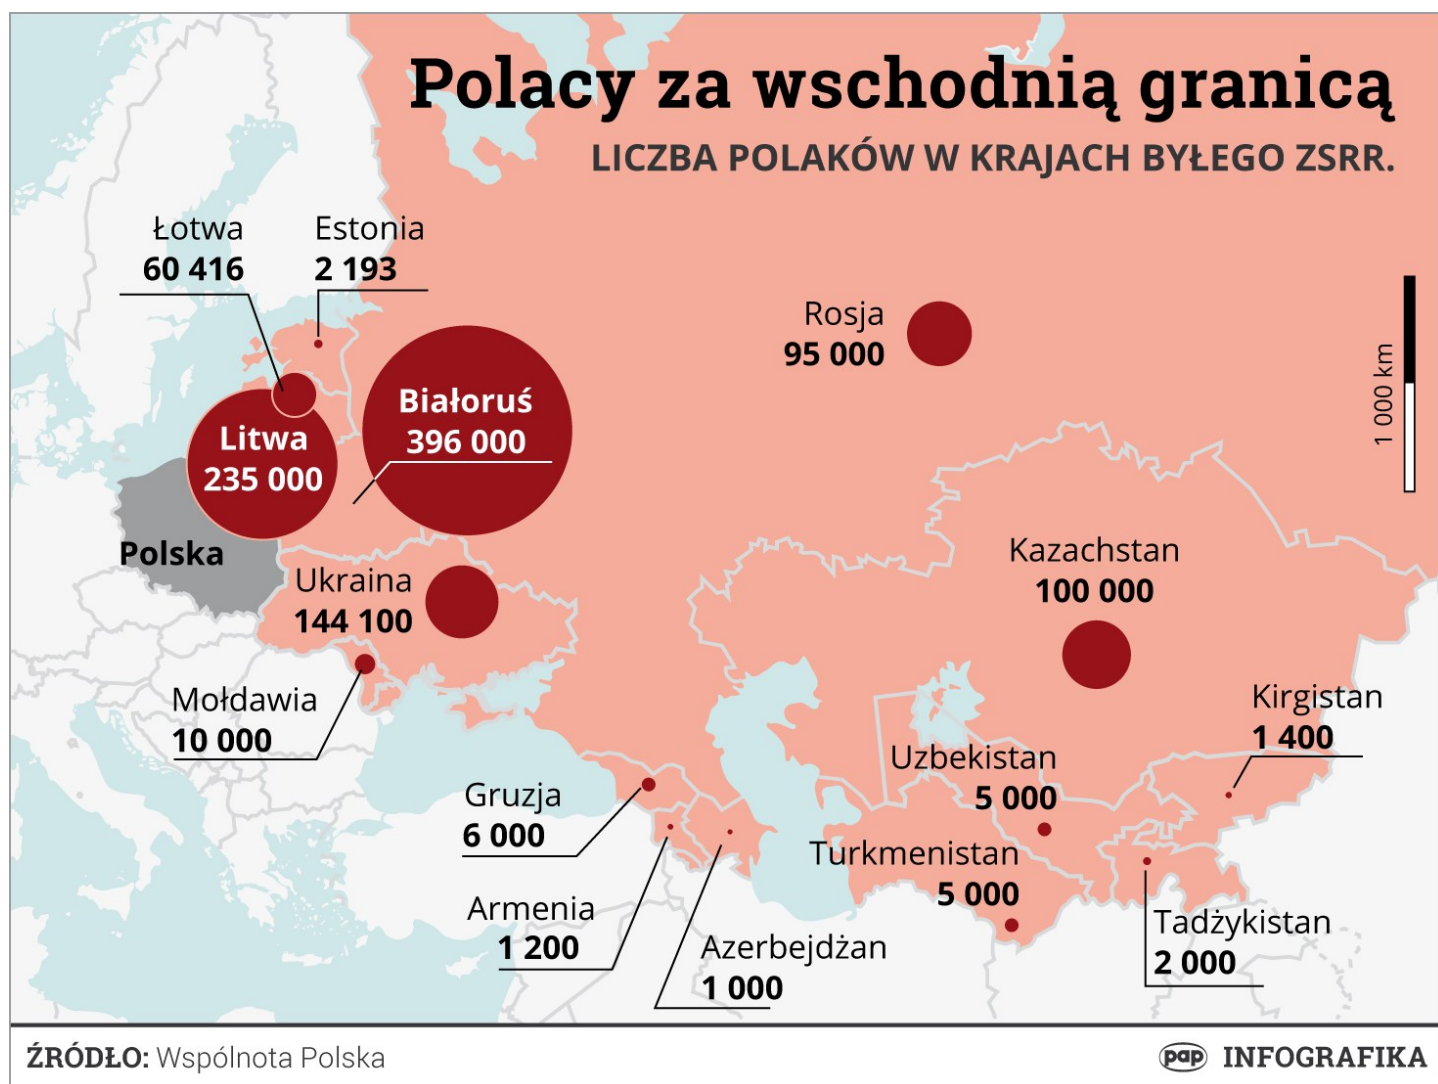 Polacy za wschodnią granicą
LICZBA POLAKÓW W KRAJACH BYŁEGO ZSRR.
Łotwa
60 416
Estonia
2 193
Rosja
95 000
1 000 km
Białoruś
396 000
Litwa
235 000
Polska
Ukraina
144 100
Kazachstan
100 000
Mołdawia
10 000
Kirgistan
1 400
Uzbekistan
5 000
Gruzja
6 000
Turkmenistan
5 000
Armenia
1 200
Azerbejdżan
1 000
Tadżykistan
2 000
ŹRÓDŁO: Wspólnota Polska
pap INFOGRAFIKA